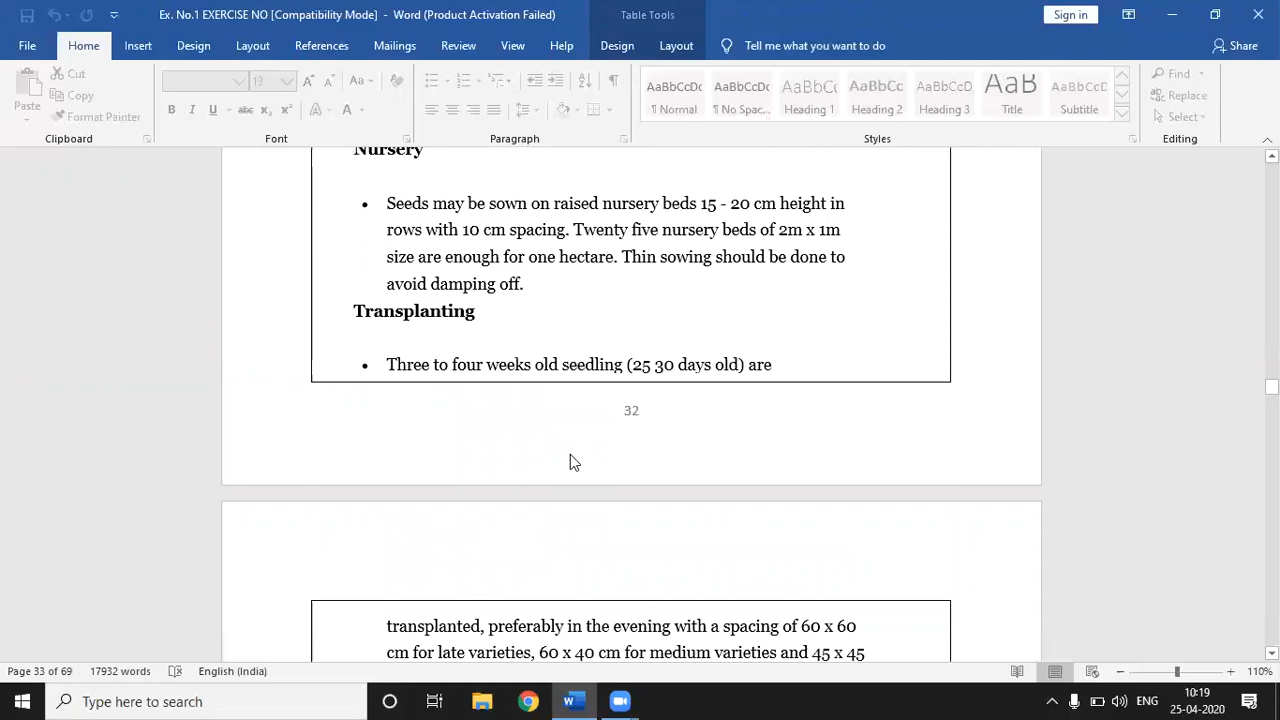 Ex. No.1 EXERCISE NO [Compatibility Mode] - Word (Product Activation Failed)
Table Tools
Sign in
File Home Insert Design Layout References Mailings Review View Help Design Layout Tell me what you want to do Share
Paste
Cut
Copy
Format Painter
Clipboard
13
Aa
B I U abc x₂ x² A A
Font
Paragraph
AaBbCcDc AaBbCcDc AaBbCc AaBbCc AaBbCcD AaB AaBbCcD
¶ Normal ¶ No Spac... Heading 1 Heading 2 Heading 3 Title Subtitle
Styles
Find
Replace
Select
Editing
Nursery
• Seeds may be sown on raised nursery beds 15 - 20 cm height in
rows with 10 cm spacing. Twenty five nursery beds of 2m x 1m
size are enough for one hectare. Thin sowing should be done to
avoid damping off.
Transplanting
• Three to four weeks old seedling (25 30 days old) are
32
transplanted, preferably in the evening with a spacing of 60 x 60
cm for late varieties, 60 x 40 cm for medium varieties and 45 x 45
Page 33 of 69 17932 words English (India) 110%
Type here to search
ENG
10:19
25-04-2020